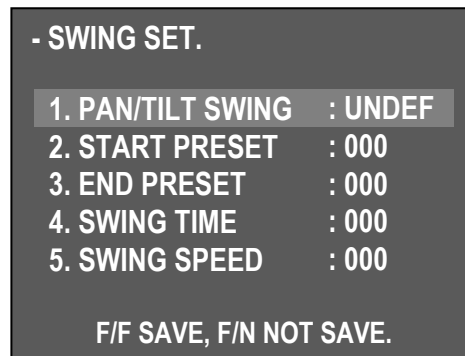 - SWING SET.
1. PAN/TILT SWING : UNDEF
2. START PRESET : 000
3. END PRESET : 000
4. SWING TIME : 000
5. SWING SPEED : 000
F/F SAVE, F/N NOT SAVE.